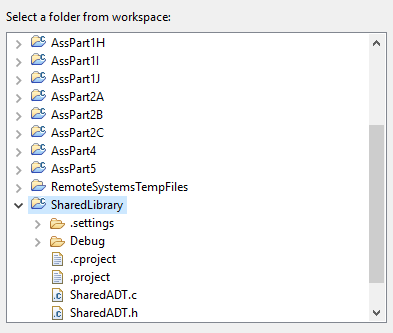 Select a folder from workspace:
AssPart1H
AssPart1I
AssPart1J
AssPart2A
AssPart2B
AssPart2C
AssPart4
AssPart5
RemoteSystemsTempFiles
SharedLibrary
.settings
Debug
.cproject
.project
SharedADT.c
SharedADT.h